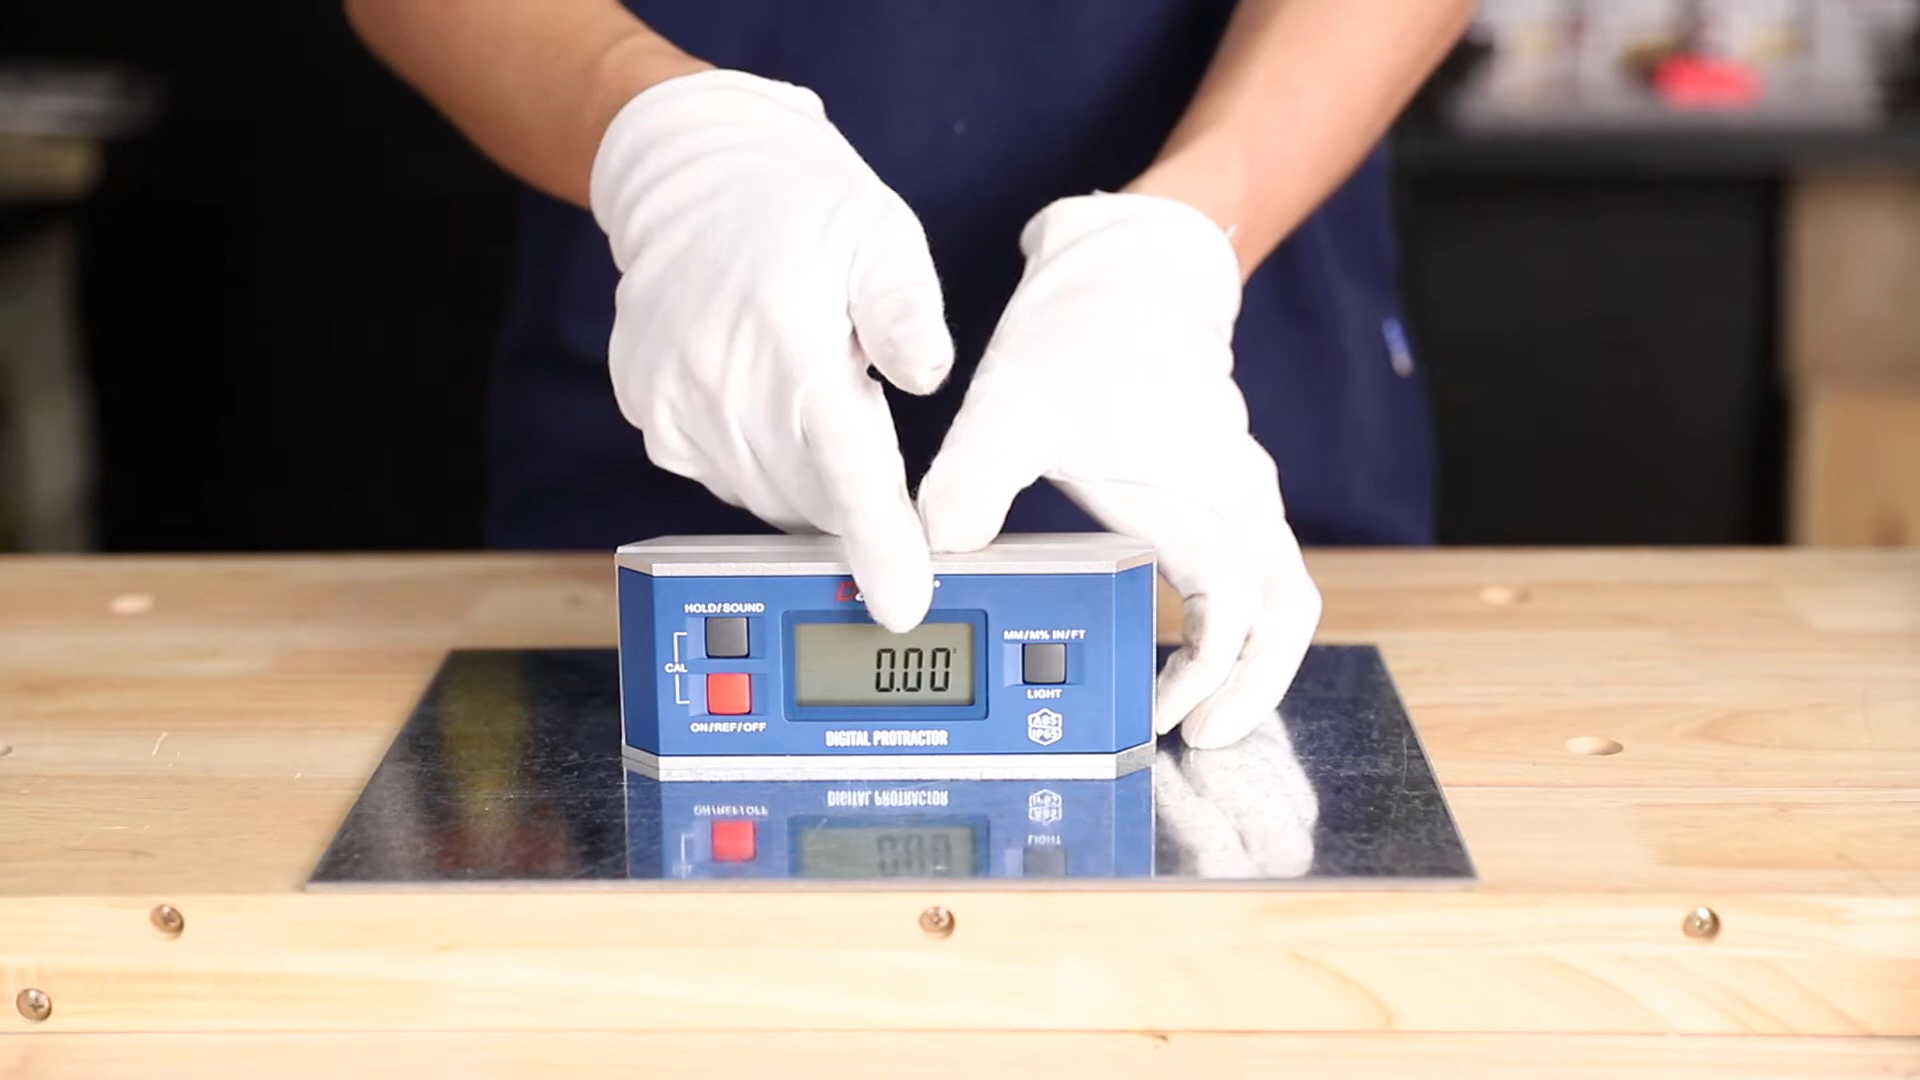 HOLD/SOUND
CAL
ON/REF/OFF
0.00°
MM/M% IN/FT
LIGHT
DIGITAL PROTRACTOR
ABS
IP65